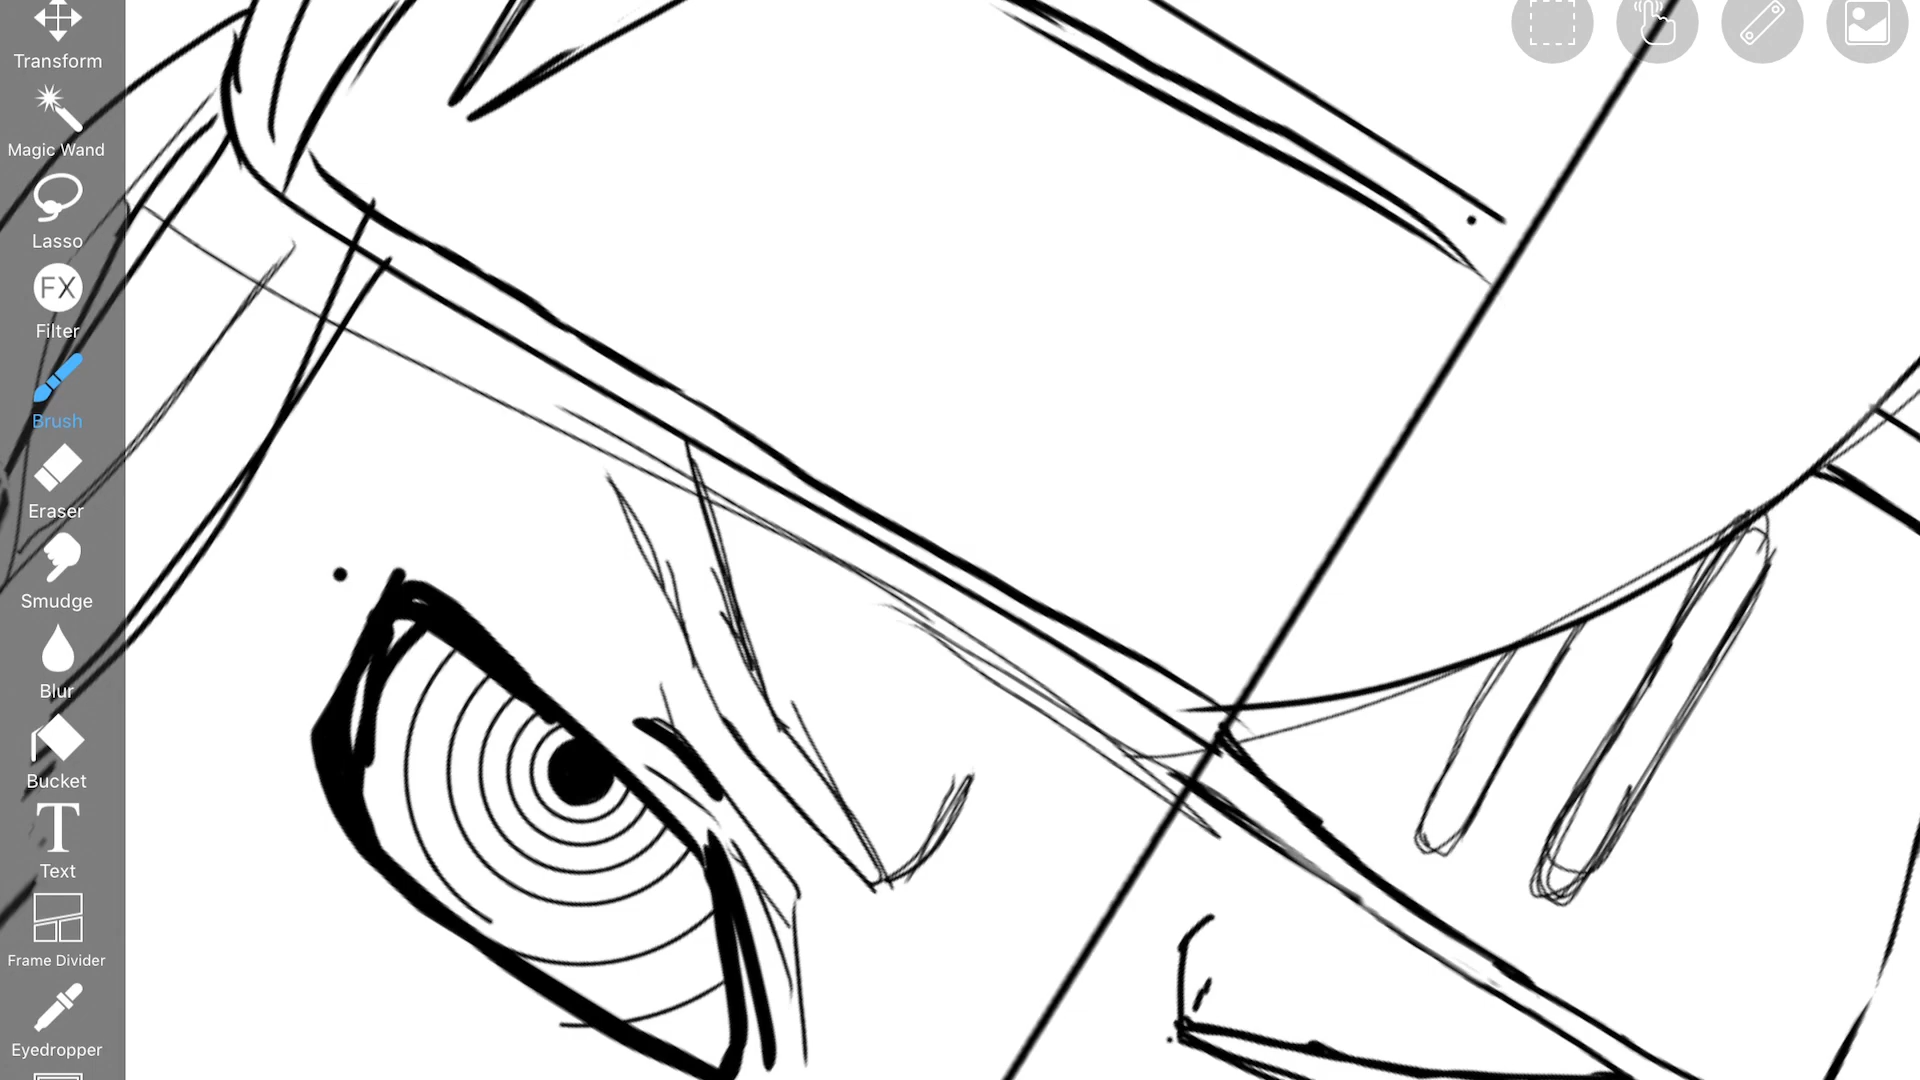 Transform
Magic Wand
Lasso
FX
Filter
Brush
Eraser
Smudge
Blur
Bucket
T
Text
Frame Divider
Eyedropper